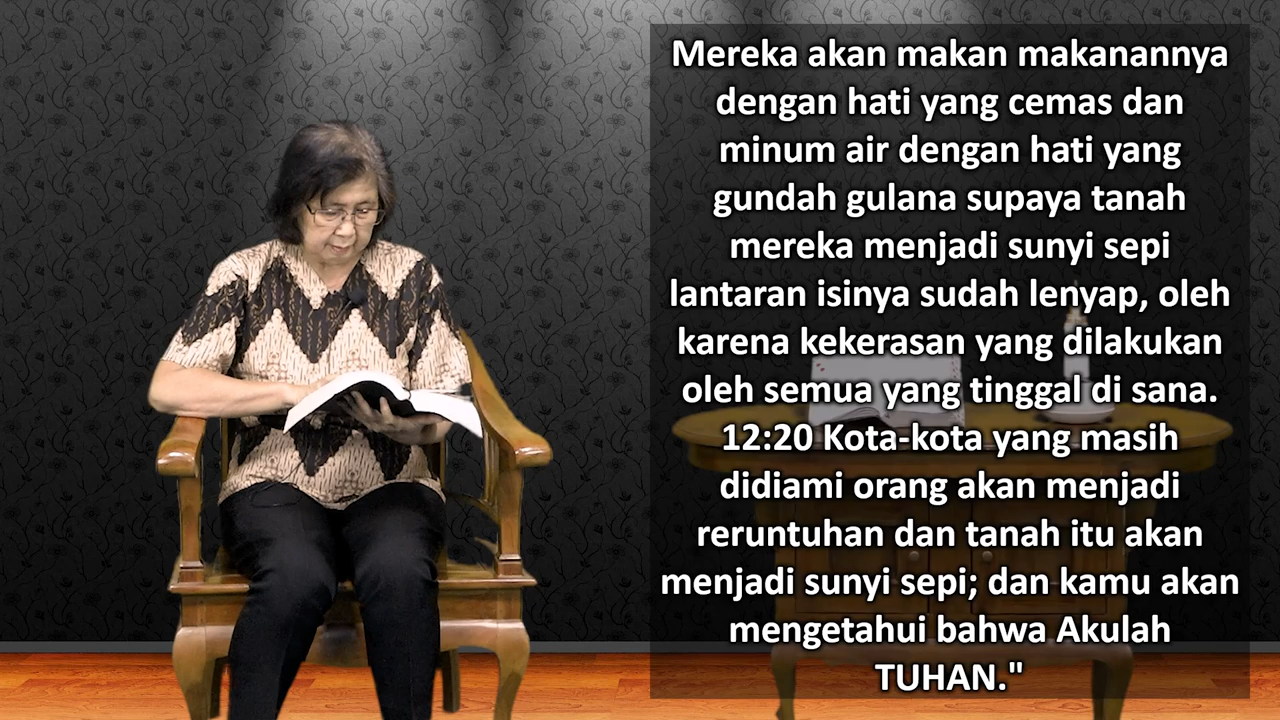 Mereka akan makan makanannya
dengan hati yang cemas dan
minum air dengan hati yang
gundah gulana supaya tanah
mereka menjadi sunyi sepi
lantaran isinya sudah lenyap, oleh
karena kekerasan yang dilakukan
oleh semua yang tinggal di sana.
12:20 Kota-kota yang masih
didiami orang akan menjadi
reruntuhan dan tanah itu akan
menjadi sunyi sepi; dan kamu akan
mengetahui bahwa Akulah
TUHAN."